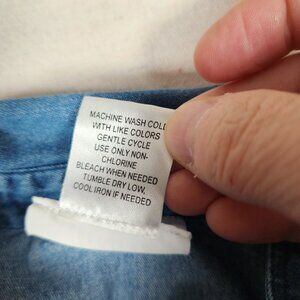 MACHINE WASH COLD
WITH LIKE COLORS
GENTLE CYCLE
USE ONLY NON-
CHLORINE
BLEACH WHEN NEEDED
TUMBLE DRY LOW,
COOL IRON IF NEEDED